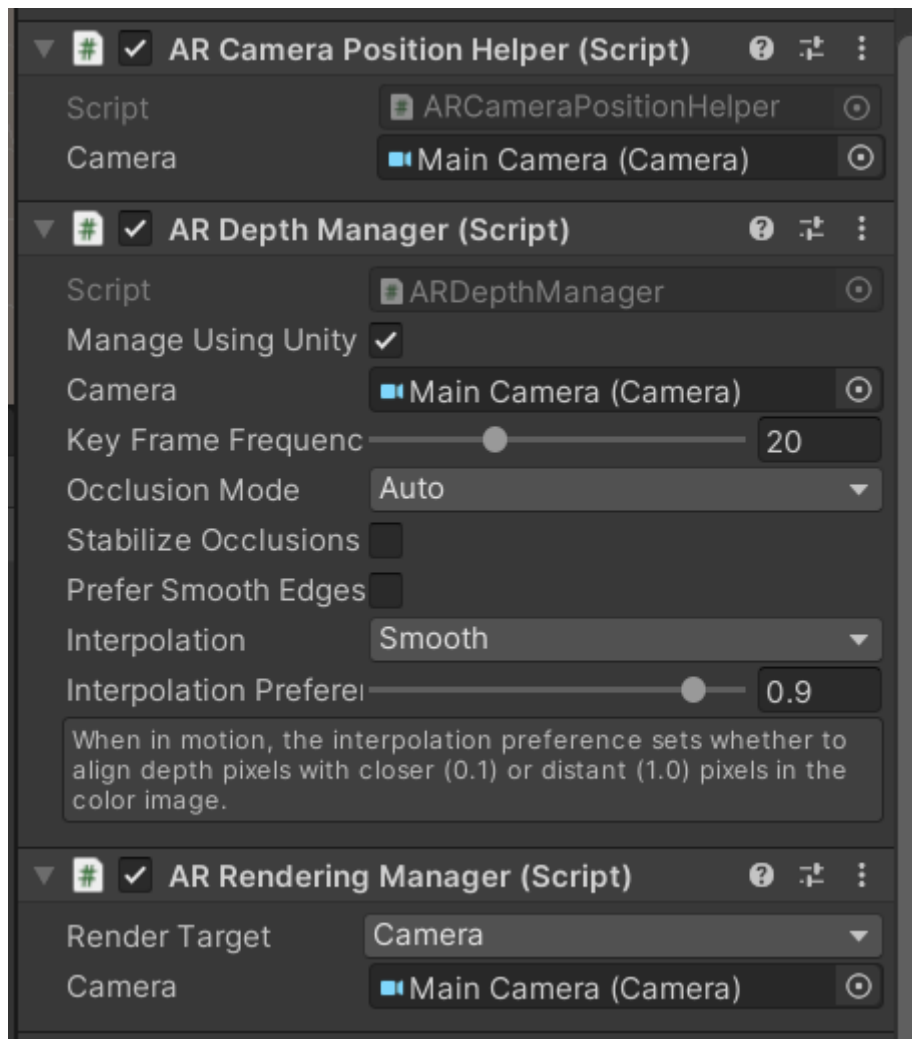 AR Camera Position Helper (Script)
Script ARCameraPositionHelper
Camera Main Camera (Camera)
AR Depth Manager (Script)
Script ARDepthManager
Manage Using Unity
Camera Main Camera (Camera)
Key Frame Frequenc 20
Occlusion Mode Auto
Stabilize Occlusions
Prefer Smooth Edges
Interpolation Smooth
Interpolation Prefere 0.9
When in motion, the interpolation preference sets whether to
align depth pixels with closer (0.1) or distant (1.0) pixels in the
color image.
AR Rendering Manager (Script)
Render Target Camera
Camera Main Camera (Camera)